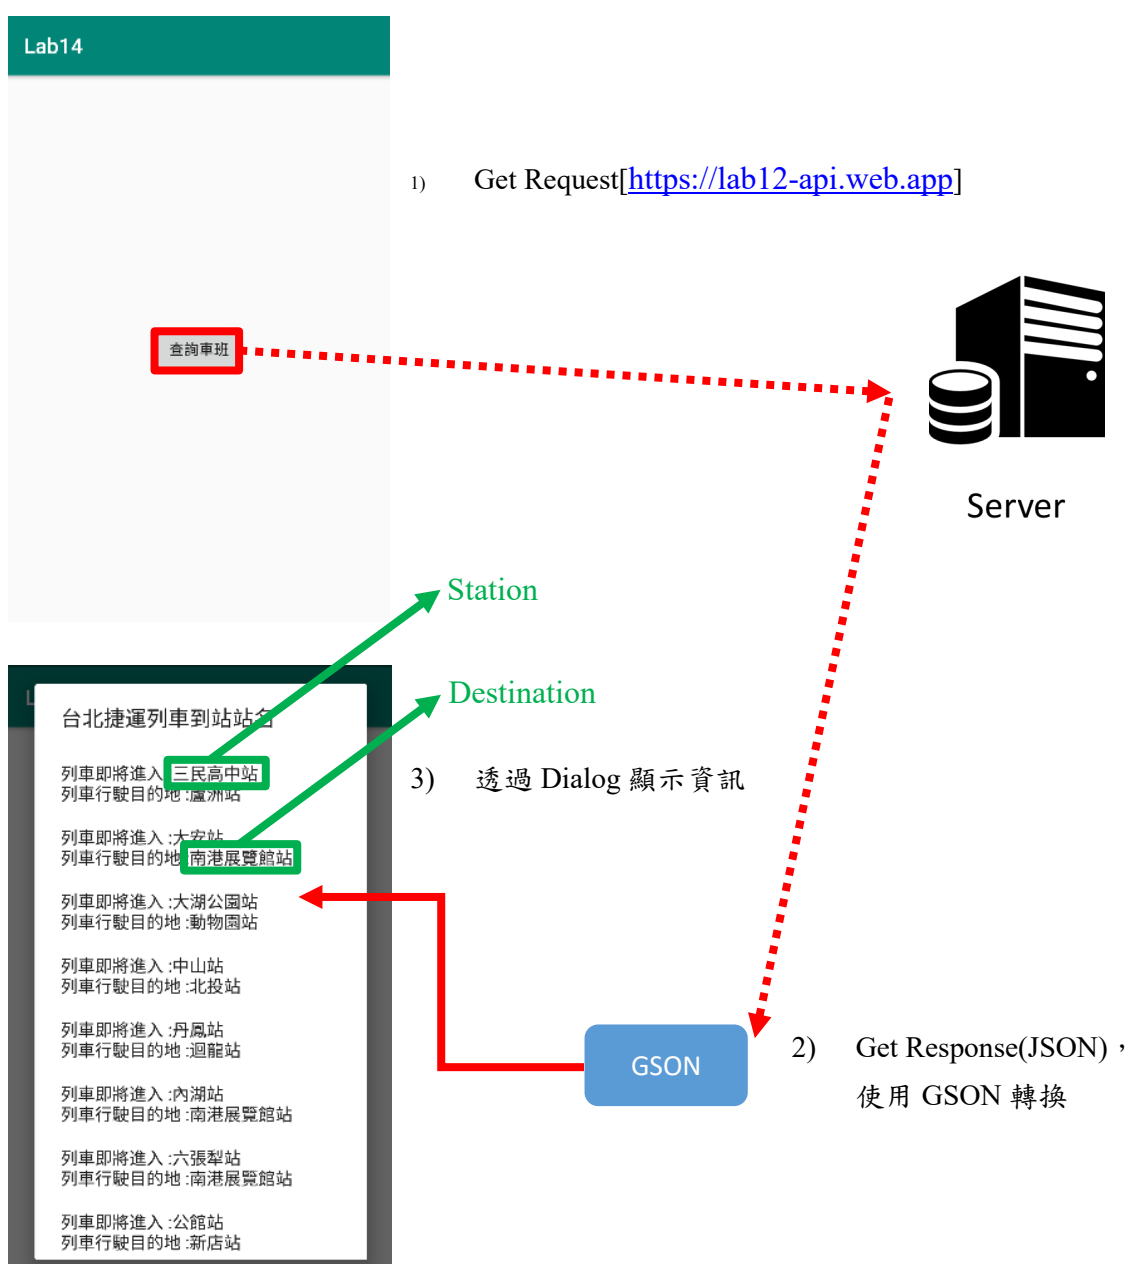 Lab14
1) Get Request[https://lab12-api.web.app]
查詢車班
Server
Station
Destination
台北捷運列車到站站名
列車即將進入 :三民高中站
列車行駛目的地 :蘆洲站
列車即將進入 :大安站
列車行駛目的地 :南港展覽館站
列車即將進入 :大湖公園站
列車行駛目的地 :動物園站
列車即將進入 :中山站
列車行駛目的地 :北投站
列車即將進入 :丹鳳站
列車行駛目的地 :迴龍站
列車即將進入 :內湖站
列車行駛目的地 :南港展覽館站
列車即將進入 :六張犁站
列車行駛目的地 :南港展覽館站
列車即將進入 :公館站
列車行駛目的地 :新店站
3) 透過 Dialog 顯示資訊
GSON
2) Get Response(JSON)，
使用 GSON 轉換